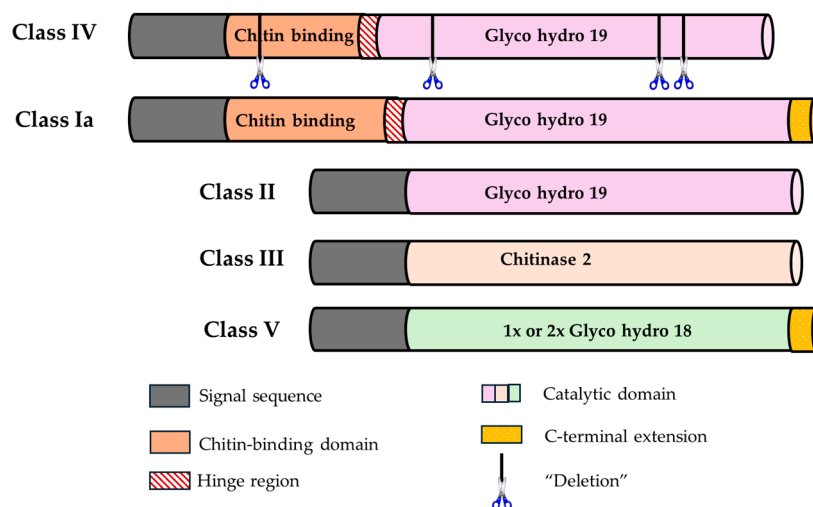 Class IV
Chitin binding
Glyco hydro 19
Class Ia
Chitin binding
Glyco hydro 19
Class II
Glyco hydro 19
Class III
Chitinase 2
Class V
1x or 2x Glyco hydro 18
Signal sequence
Catalytic domain
Chitin-binding domain
C-terminal extension
Hinge region
“Deletion”